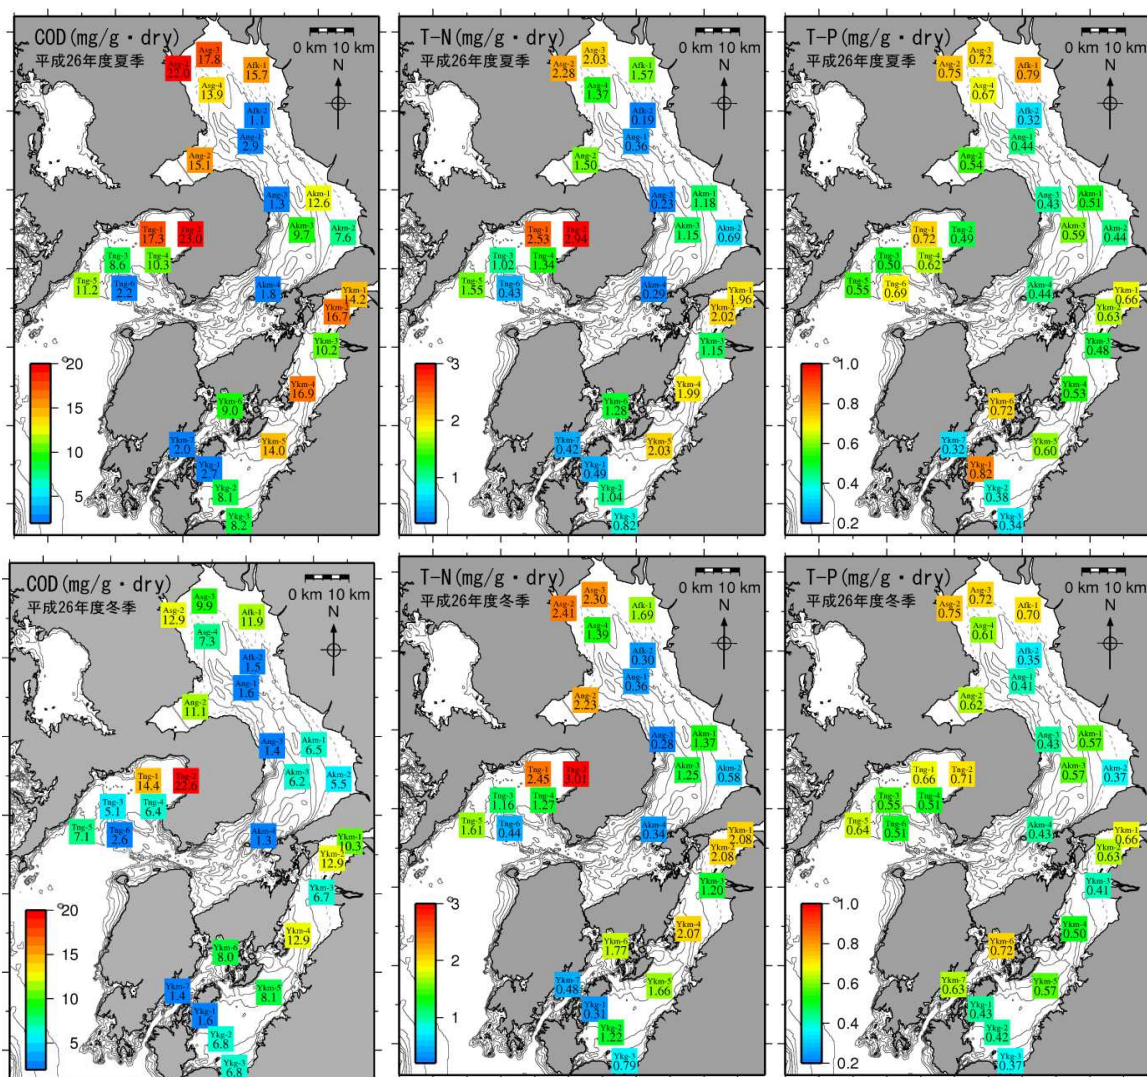 COD(mg/g・dry)
平成26年度夏季
0 km 10 km
N
Asg-3
17.8
Asg-2
22.0
Afk-1
15.7
Asg-4
13.9
Afk-2
1.1
Ang-1
2.9
Ang-2
15.1
Ang-3
1.3
Akm-1
12.6
Tng-1
17.3
Tng-2
23.0
Akm-3
9.7
Akm-2
7.6
Tng-3
8.6
Tng-4
10.3
Tng-5
11.2
Tng-6
2.2
Akm-4
1.8
Ykm-1
14.2
Ykm-2
16.7
Ykm-3
10.2
Ykm-4
16.9
Ykm-6
9.0
Ykm-7
2.0
Ykm-5
14.0
Ykg-1
2.7
Ykg-2
8.1
Ykg-3
8.2
20
15
10
5
T-N(mg/g・dry)
平成26年度夏季
0 km 10 km
N
Asg-3
2.03
Asg-2
2.28
Afk-1
1.57
Asg-4
1.37
Afk-2
0.19
Ang-1
0.36
Ang-2
1.50
Ang-3
0.23
Akm-1
1.18
Tng-1
2.53
Tng-2
2.94
Akm-3
1.15
Akm-2
0.69
Tng-3
1.02
Tng-4
1.34
Tng-5
1.55
Tng-6
0.43
Akm-4
0.29
Ykm-1
1.96
Ykm-2
2.02
Ykm-3
1.15
Ykm-4
1.99
Ykm-6
1.28
Ykm-7
0.42
Ykm-5
2.03
Ykg-1
0.49
Ykg-2
1.04
Ykg-3
0.82
3
2
1
T-P(mg/g・dry)
平成26年度夏季
0 km 10 km
N
Asg-3
0.72
Asg-2
0.75
Afk-1
0.79
Asg-4
0.67
Afk-2
0.32
Ang-1
0.44
Ang-2
0.54
Ang-3
0.43
Akm-1
0.51
Tng-1
0.72
Tng-2
0.49
Akm-3
0.59
Akm-2
0.44
Tng-3
0.50
Tng-4
0.62
Tng-5
0.55
Tng-6
0.69
Akm-4
0.44
Ykm-1
0.66
Ykm-2
0.63
Ykm-3
0.48
Ykm-4
0.53
Ykm-6
0.72
Ykm-7
0.32
Ykm-5
0.60
Ykg-1
0.82
Ykg-2
0.38
Ykg-3
0.34
1.0
0.8
0.6
0.4
0.2
COD(mg/g・dry)
平成26年度冬季
0 km 10 km
N
Asg-3
9.9
Asg-2
12.9
Afk-1
11.9
Asg-4
7.3
Afk-2
1.5
Ang-1
1.6
Ang-2
11.1
Ang-3
1.4
Akm-1
6.5
Tng-1
14.4
Tng-2
22.6
Akm-3
6.2
Akm-2
5.5
Tng-3
5.1
Tng-4
6.4
Tng-5
7.1
Tng-6
2.6
Akm-4
1.3
Ykm-1
10.3
Ykm-2
12.9
Ykm-3
6.7
Ykm-4
12.9
Ykm-6
8.0
Ykm-7
1.4
Ykm-5
8.1
Ykg-1
1.6
Ykg-2
6.8
Ykg-3
6.8
20
15
10
5
T-N(mg/g・dry)
平成26年度冬季
0 km 10 km
N
Asg-3
2.30
Asg-2
2.41
Afk-1
1.69
Asg-4
1.39
Afk-2
0.30
Ang-1
0.36
Ang-2
2.23
Ang-3
0.28
Akm-1
1.37
Tng-1
2.45
Tng-2
3.01
Akm-3
1.25
Akm-2
0.58
Tng-3
1.16
Tng-4
1.27
Tng-5
1.61
Tng-6
0.44
Akm-4
0.34
Ykm-1
2.08
Ykm-2
2.08
Ykm-3
1.20
Ykm-4
2.07
Ykm-6
1.77
Ykm-7
0.48
Ykm-5
1.66
Ykg-1
0.31
Ykg-2
1.22
Ykg-3
0.79
3
2
1
T-P(mg/g・dry)
平成26年度冬季
0 km 10 km
N
Asg-3
0.72
Asg-2
0.75
Afk-1
0.70
Asg-4
0.61
Afk-2
0.35
Ang-1
0.41
Ang-2
0.62
Ang-3
0.43
Akm-1
0.57
Tng-1
0.66
Tng-2
0.71
Akm-3
0.57
Akm-2
0.37
Tng-3
0.55
Tng-4
0.51
Tng-5
0.64
Tng-6
0.51
Akm-4
0.43
Ykm-1
0.66
Ykm-2
0.63
Ykm-3
0.41
Ykm-4
0.50
Ykm-6
0.72
Ykm-7
0.63
Ykm-5
0.57
Ykg-1
0.43
Ykg-2
0.42
Ykg-3
0.37
1.0
0.8
0.6
0.4
0.2